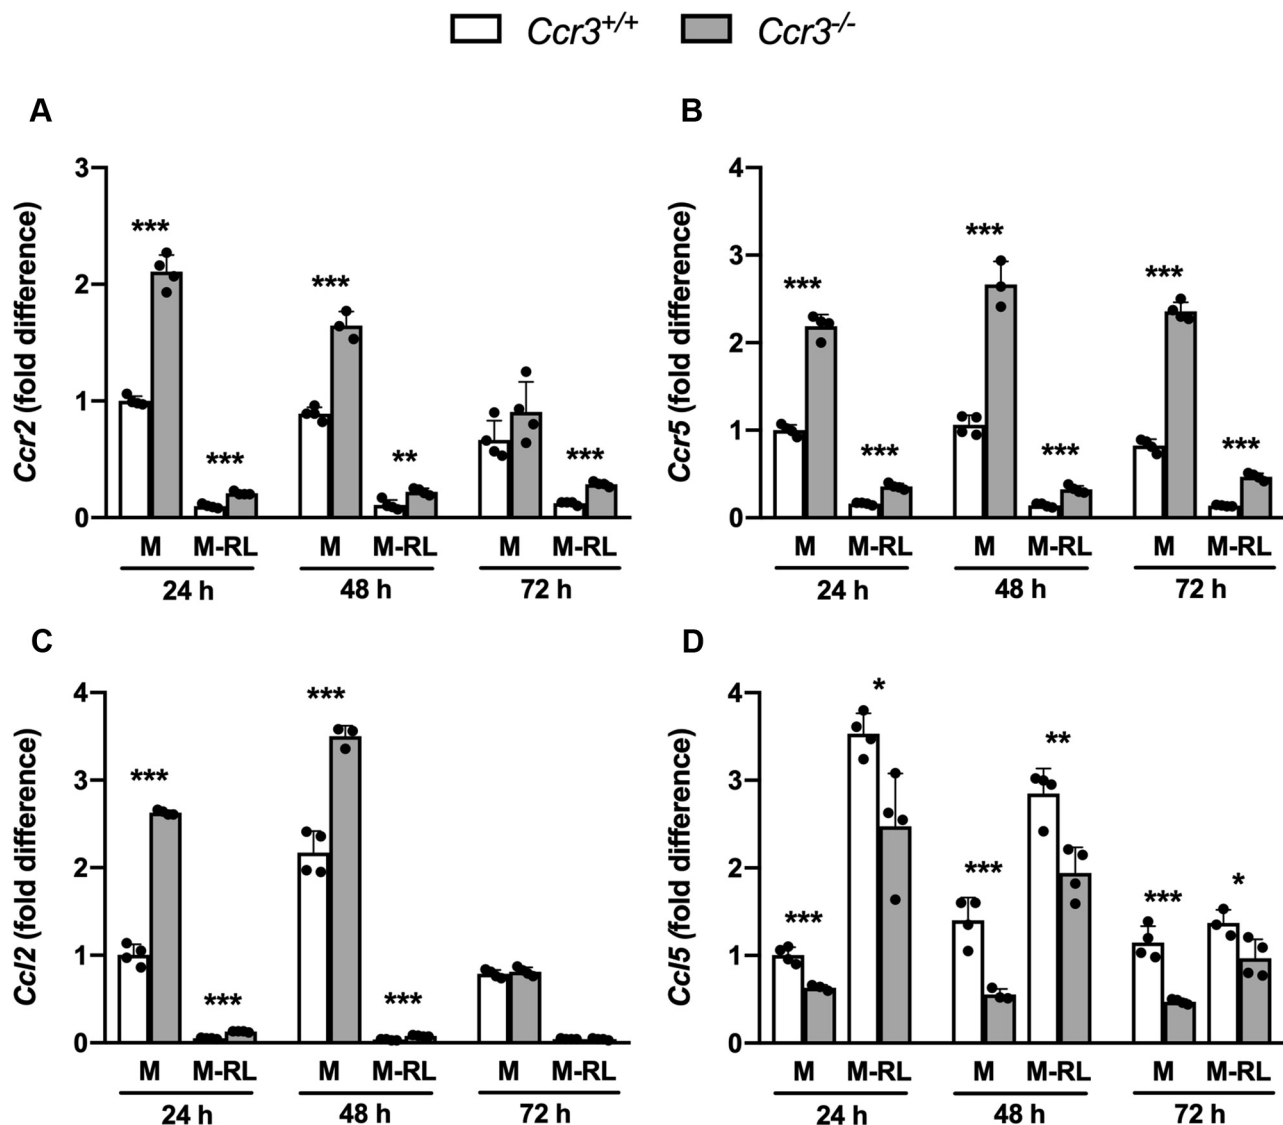 Ccr3+/+ Ccr3-/-
A
Ccr2 (fold difference)
3
2
1
0
*** *** *** ** ***
M M-RL M M-RL M M-RL
24 h 48 h 72 h
B
Ccr5 (fold difference)
4
3
2
1
0
*** *** *** *** *** ***
M M-RL M M-RL M M-RL
24 h 48 h 72 h
C
Ccl2 (fold difference)
4
3
2
1
0
*** *** *** ***
M M-RL M M-RL M M-RL
24 h 48 h 72 h
D
Ccl5 (fold difference)
4
3
2
1
0
*** * *** ** *** *
M M-RL M M-RL M M-RL
24 h 48 h 72 h